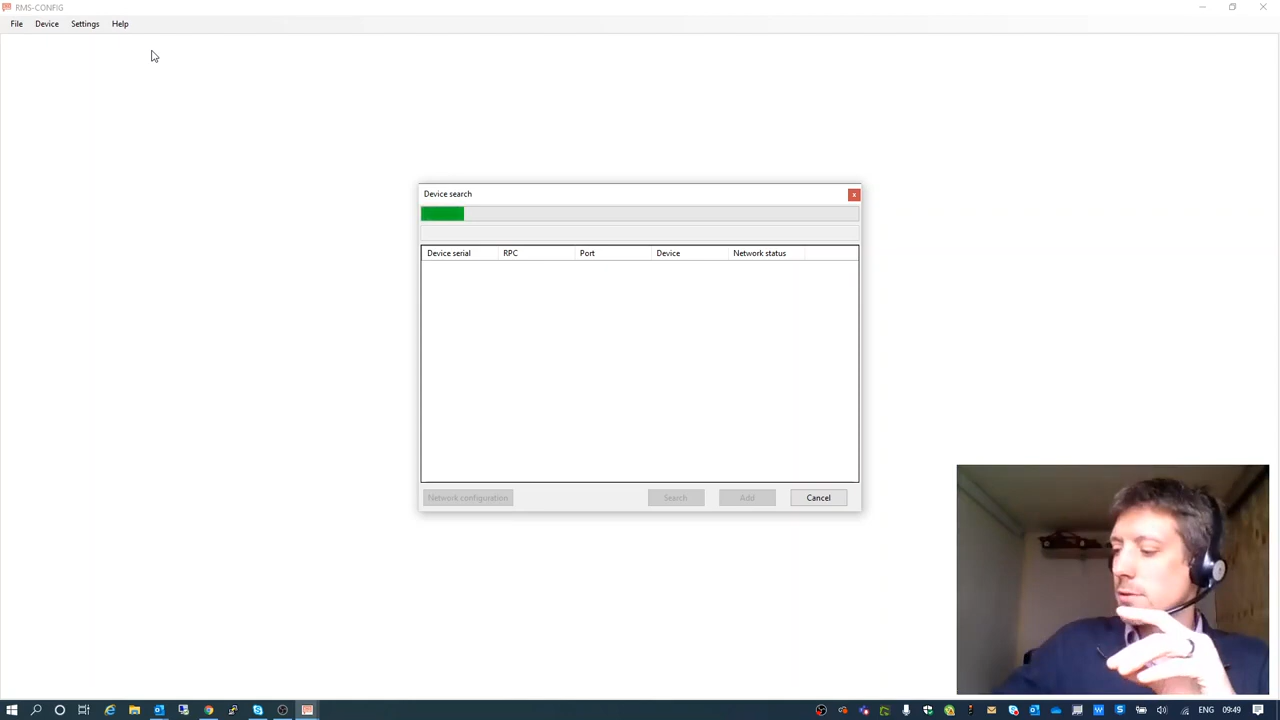 RMS-CONFIG
File Device Settings Help
Device search
Device serial RPC Port Device Network status
Network configuration Search Add Cancel
ENG 09:49